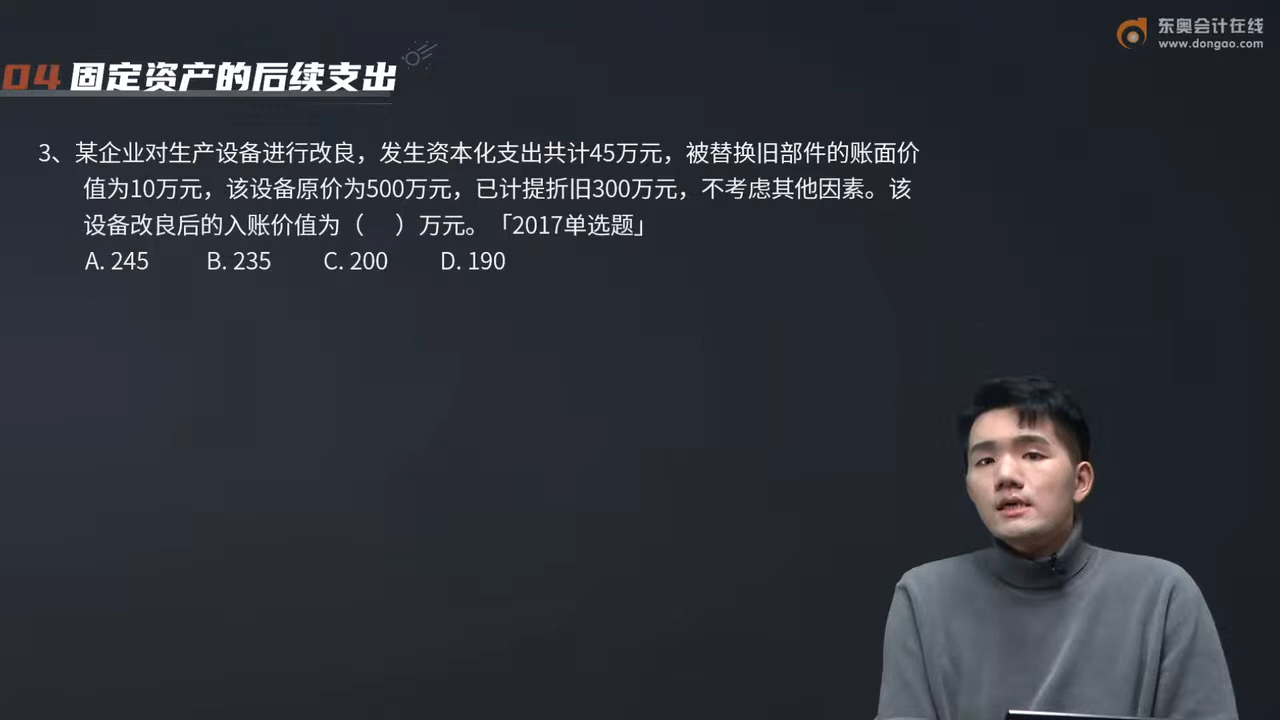 东奥会计在线
www.dongao.com
04 固定资产的后续支出
3、某企业对生产设备进行改良，发生资本化支出共计45万元，被替换旧部件的账面价
值为10万元，该设备原价为500万元，已计提折旧300万元，不考虑其他因素。该
设备改良后的入账价值为（ ）万元。「2017单选题」
A. 245 B. 235 C. 200 D. 190